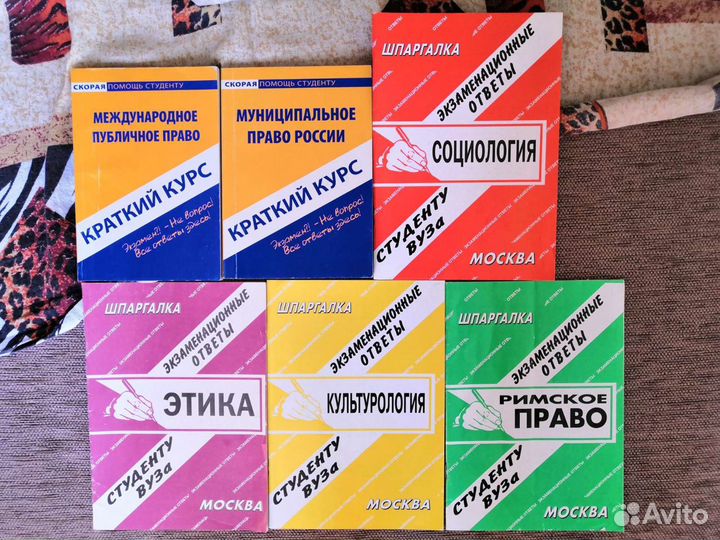 СКОРАЯ ПОМОЩЬ СТУДЕНТУ
МЕЖДУНАРОДНОЕ
ПУБЛИЧНОЕ ПРАВО
КРАТКИЙ КУРС
Экзамен?! - Не вопрос!
Все ответы здесь!
СКОРАЯ ПОМОЩЬ СТУДЕНТУ
МУНИЦИПАЛЬНОЕ
ПРАВО РОССИИ
КРАТКИЙ КУРС
Экзамен?! - Не вопрос!
Все ответы здесь!
ШПАРГАЛКА
ЭКЗАМЕНАЦИОННЫЕ
ОТВЕТЫ
СОЦИОЛОГИЯ
СТУДЕНТУ
ВУЗа
МОСКВА
ШПАРГАЛКА
ЭКЗАМЕНАЦИОННЫЕ
ОТВЕТЫ
ЭТИКА
СТУДЕНТУ
ВУЗа
МОСКВА
ШПАРГАЛКА
ЭКЗАМЕНАЦИОННЫЕ
ОТВЕТЫ
КУЛЬТУРОЛОГИЯ
СТУДЕНТУ
ВУЗа
МОСКВА
ШПАРГАЛКА
ЭКЗАМЕНАЦИОННЫЕ
ОТВЕТЫ
РИМСКОЕ
ПРАВО
СТУДЕНТУ
ВУЗа
МОСКВА
Avito